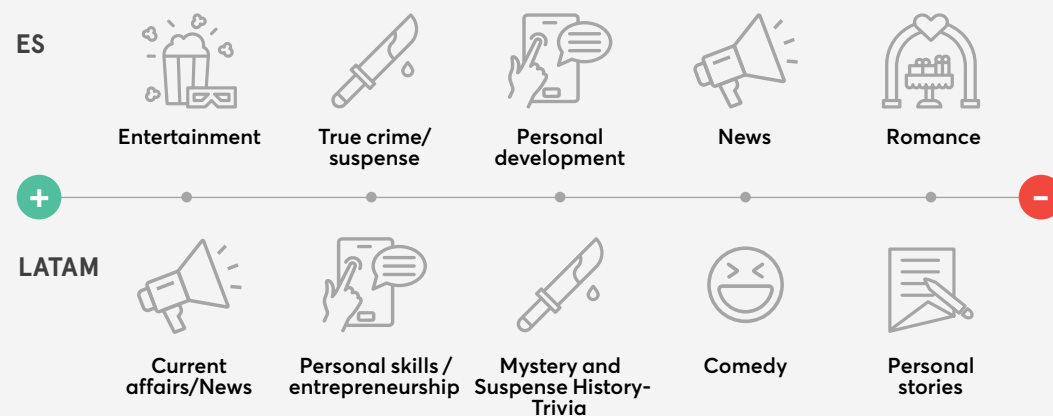 ES
Entertainment
True crime/
suspense
Personal
development
News
Romance
+
−
LATAM
Current
affairs/News
Personal skills /
entrepreneurship
Mystery and
Suspense History-
Trivia
Comedy
Personal
stories